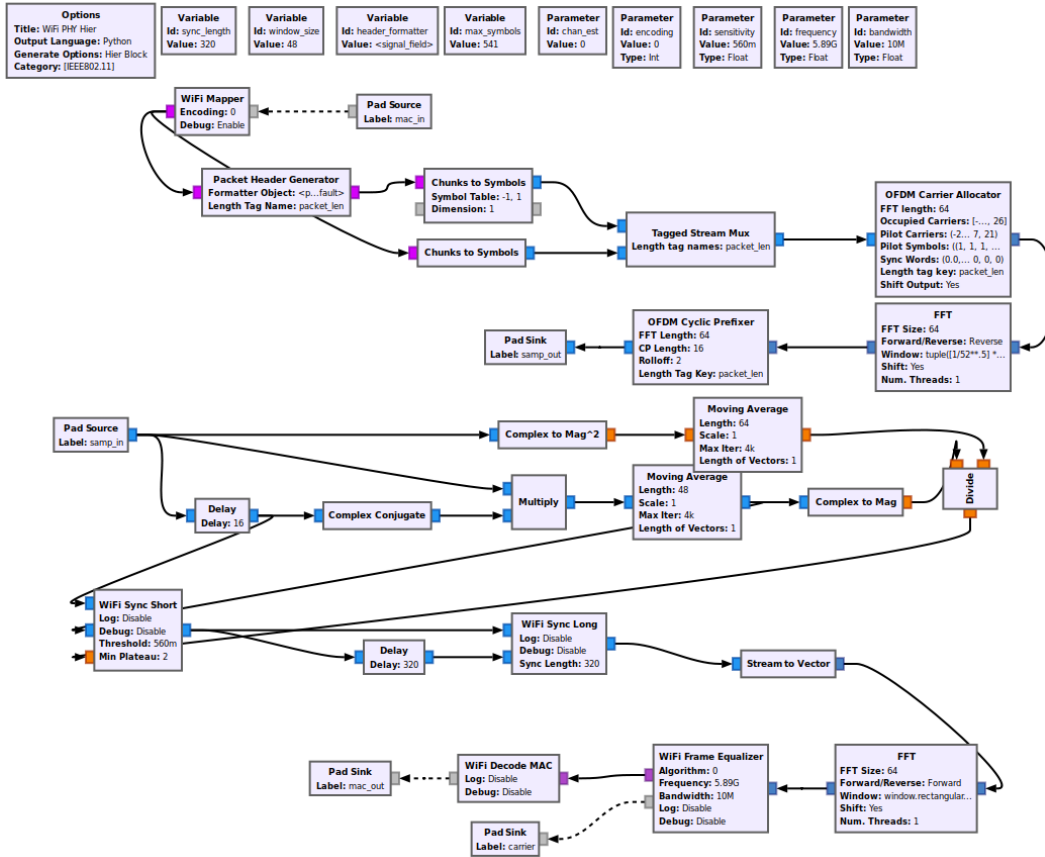 Options
Title: WiFi PHY Hier
Output Language: Python
Generate Options: Hier Block
Category: [IEEE802.11]
Variable
Id: sync_length
Value: 320
Variable
Id: window_size
Value: 48
Variable
Id: header_formatter
Value: <signal_field>
Variable
Id: max_symbols
Value: 541
Parameter
Id: chan_est
Value: 0
Parameter
Id: encoding
Value: 0
Type: Int
Parameter
Id: sensitivity
Value: 560m
Type: Float
Parameter
Id: frequency
Value: 5.89G
Type: Float
Parameter
Id: bandwidth
Value: 10M
Type: Float
WiFi Mapper
Encoding: 0
Debug: Enable
Pad Source
Label: mac_in
Packet Header Generator
Formatter Object: <p...fault>
Length Tag Name: packet_len
Chunks to Symbols
Symbol Table: -1, 1
Dimension: 1
Chunks to Symbols
Tagged Stream Mux
Length tag names: packet_len
OFDM Carrier Allocator
FFT length: 64
Occupied Carriers: [-..., 26]
Pilot Carriers: (-2... 7, 21)
Pilot Symbols: ((1, 1, 1, ...
Sync Words: (0.0,... 0, 0, 0)
Length tag key: packet_len
Shift Output: Yes
FFT
FFT Size: 64
Forward/Reverse: Reverse
Window: tuple([1/52**.5] *...
Shift: Yes
Num. Threads: 1
OFDM Cyclic Prefixer
FFT Length: 64
CP Length: 16
Rolloff: 2
Length Tag Key: packet_len
Pad Sink
Label: samp_out
Pad Source
Label: samp_in
Complex to Mag^2
Moving Average
Length: 64
Scale: 1
Max Iter: 4k
Length of Vectors: 1
Delay
Delay: 16
Complex Conjugate
Multiply
Moving Average
Length: 48
Scale: 1
Max Iter: 4k
Length of Vectors: 1
Complex to Mag
Divide
WiFi Sync Short
Log: Disable
Debug: Disable
Threshold: 560m
Min Plateau: 2
Delay
Delay: 320
WiFi Sync Long
Log: Disable
Debug: Disable
Sync Length: 320
Stream to Vector
FFT
FFT Size: 64
Forward/Reverse: Forward
Window: window.rectangular...
Shift: Yes
Num. Threads: 1
WiFi Frame Equalizer
Algorithm: 0
Frequency: 5.89G
Bandwidth: 10M
Log: Disable
Debug: Disable
WiFi Decode MAC
Log: Disable
Debug: Disable
Pad Sink
Label: mac_out
Pad Sink
Label: carrier